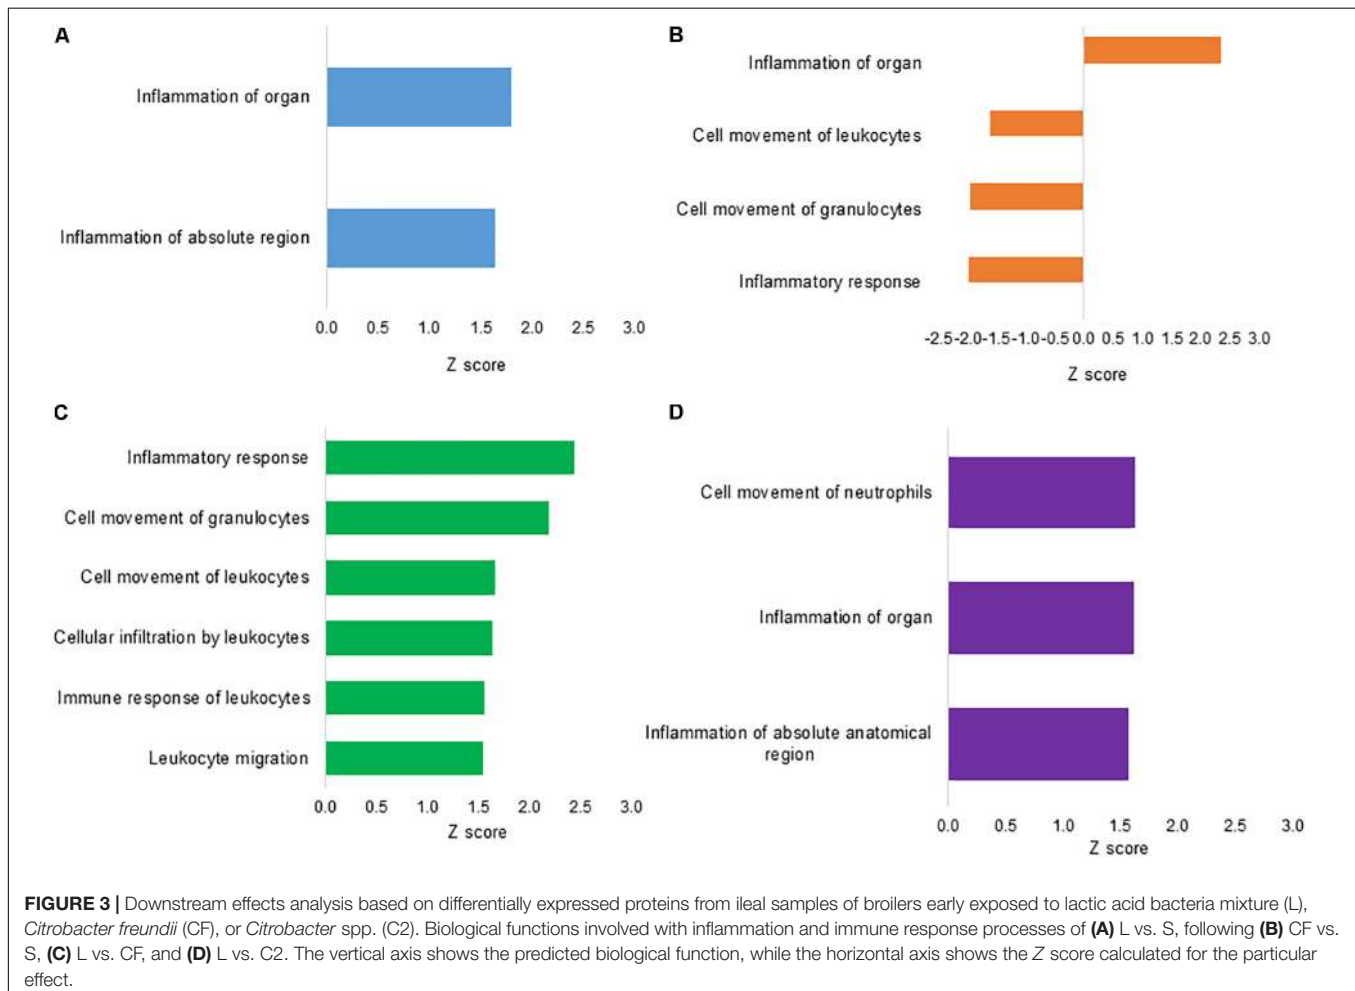 A
Inflammation of organ
Inflammation of absolute region
0.0 0.5 1.0 1.5 2.0 2.5 3.0
Z score
B
Inflammation of organ
Cell movement of leukocytes
Cell movement of granulocytes
Inflammatory response
-2.5-2.0-1.5-1.0-0.5 0.0 0.5 1.0 1.5 2.0 2.5 3.0
Z score
C
Inflammatory response
Cell movement of granulocytes
Cell movement of leukocytes
Cellular infiltration by leukocytes
Immune response of leukocytes
Leukocyte migration
0.0 0.5 1.0 1.5 2.0 2.5 3.0
Z score
D
Cell movement of neutrophils
Inflammation of organ
Inflammation of absolute anatomical
region
0.0 0.5 1.0 1.5 2.0 2.5 3.0
Z score
FIGURE 3 | Downstream effects analysis based on differentially expressed proteins from ileal samples of broilers early exposed to lactic acid bacteria mixture (L),
Citrobacter freundii (CF), or Citrobacter spp. (C2). Biological functions involved with inflammation and immune response processes of (A) L vs. S, following (B) CF vs.
S, (C) L vs. CF, and (D) L vs. C2. The vertical axis shows the predicted biological function, while the horizontal axis shows the Z score calculated for the particular
effect.